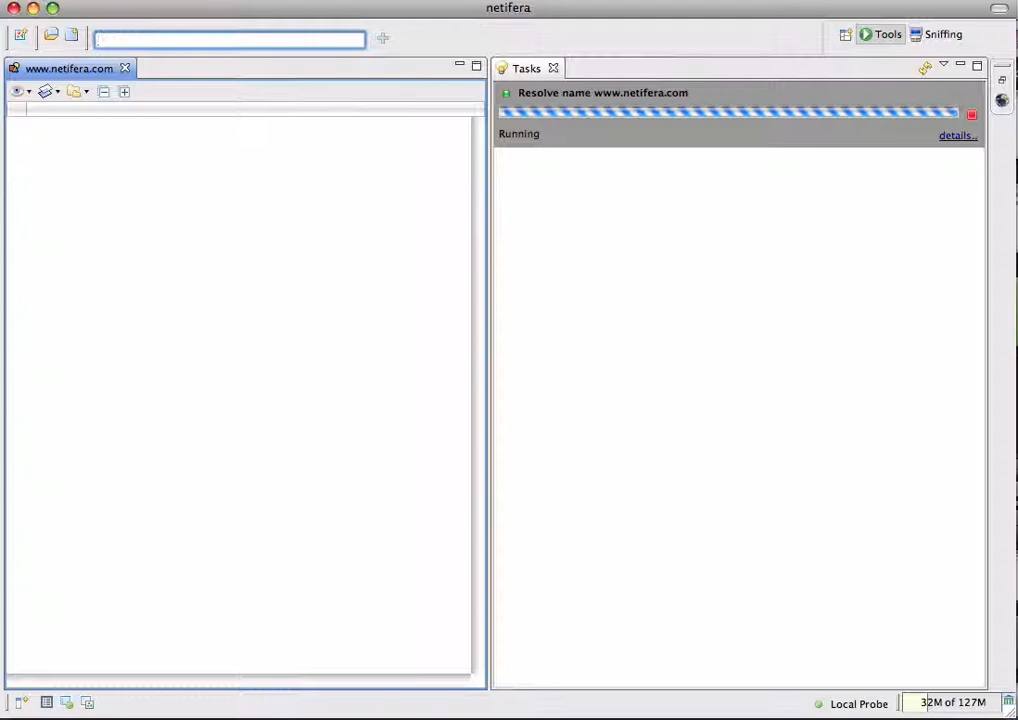 netifera
Tools
Sniffing
www.netifera.com
Tasks
Resolve name www.netifera.com
Running
details..
Local Probe
32M of 127M